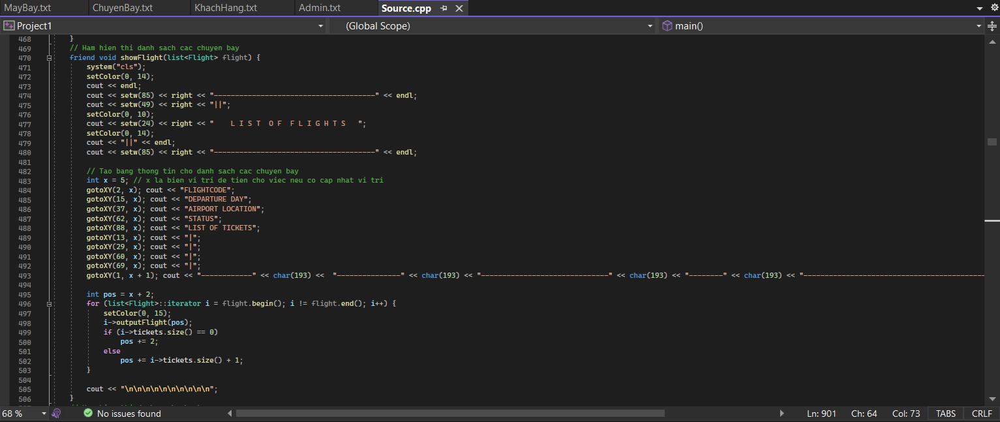 MayBay.txt ChuyenBay.txt KhachHang.txt Admin.txt Source.cpp
Project1 (Global Scope) main()
468 }
469 // Ham hien thi danh sach cac chuyen bay
470 friend void showFlight(list<Flight> flight) {
471 system("cls");
472 setColor(0, 14);
473 cout << endl;
474 cout << setw(85) << right << "--------------------------------------" << endl;
475 cout << setw(49) << right << "||";
476 setColor(0, 10);
477 cout << setw(24) << right << "    L I S T  O F  F L I G H T S   ";
478 setColor(0, 14);
479 cout << "||" << endl;
480 cout << setw(85) << right << "--------------------------------------" << endl;
481
482 // Tao bang thong tin cho danh sach cac chuyen bay
483 int x = 5; // x la bien vi tri de tien cho viec neu co cap nhat vi tri
484 gotoXY(2, x); cout << "FLIGHTCODE";
485 gotoXY(15, x); cout << "DEPARTURE DAY";
486 gotoXY(37, x); cout << "AIRPORT LOCATION";
487 gotoXY(62, x); cout << "STATUS";
488 gotoXY(88, x); cout << "LIST OF TICKETS";
489 gotoXY(13, x); cout << "|";
490 gotoXY(29, x); cout << "|";
491 gotoXY(60, x); cout << "|";
492 gotoXY(69, x); cout << "|";
493 gotoXY(1, x + 1); cout << "------------" << char(193) <<  "---------------" << char(193) << "------------------------------" << char(193) << "--------" << char(193) << "-------------------------------------------
494
495 int pos = x + 2;
496 for (list<Flight>::iterator i = flight.begin(); i != flight.end(); i++) {
497 setColor(0, 15);
498 i->outputFlight(pos);
499 if (i->tickets.size() == 0)
500 pos += 2;
501 else
502 pos += i->tickets.size() + 1;
503 }
504
505 cout << "\n\n\n\n\n\n\n\n\n\n";
506 }
68 % No issues found Ln: 901 Ch: 64 Col: 73 TABS CRLF